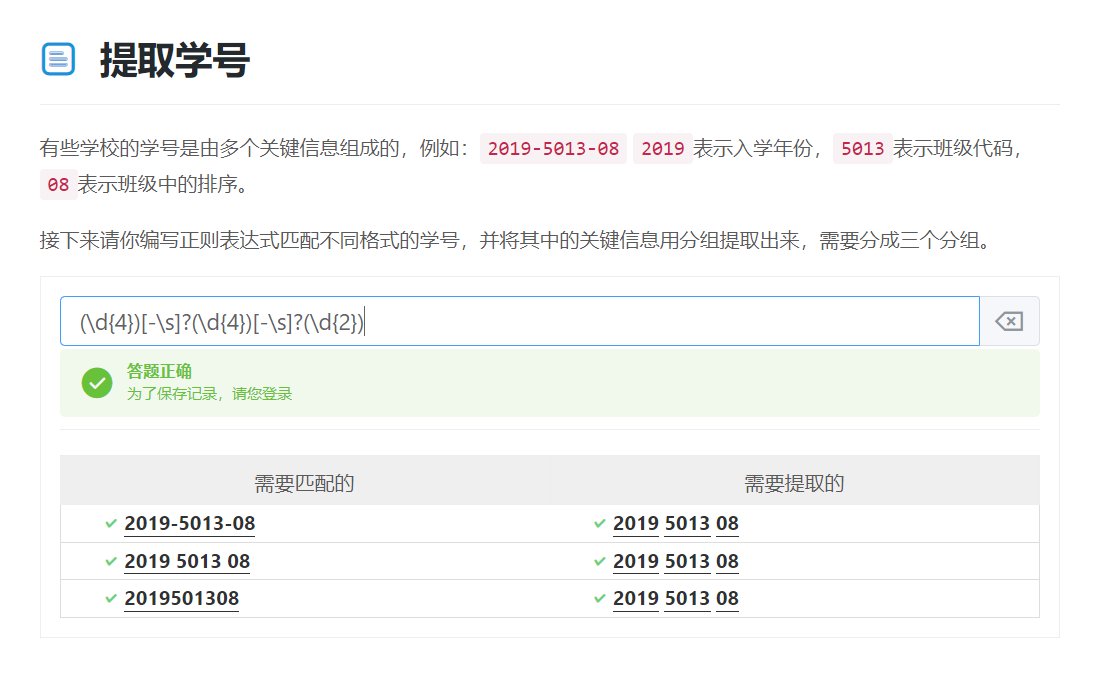 提取学号
有些学校的学号是由多个关键信息组成的，例如： 2019-5013-08 2019 表示入学年份， 5013 表示班级代码，
08 表示班级中的排序。
接下来请你编写正则表达式匹配不同格式的学号，并将其中的关键信息用分组提取出来，需要分成三个分组。
(\d{4})[-\s]?(\d{4})[-\s]?(\d{2})
答题正确
为了保存记录，请您登录
需要匹配的 需要提取的
2019-5013-08 2019 5013 08
2019 5013 08 2019 5013 08
2019501308 2019 5013 08